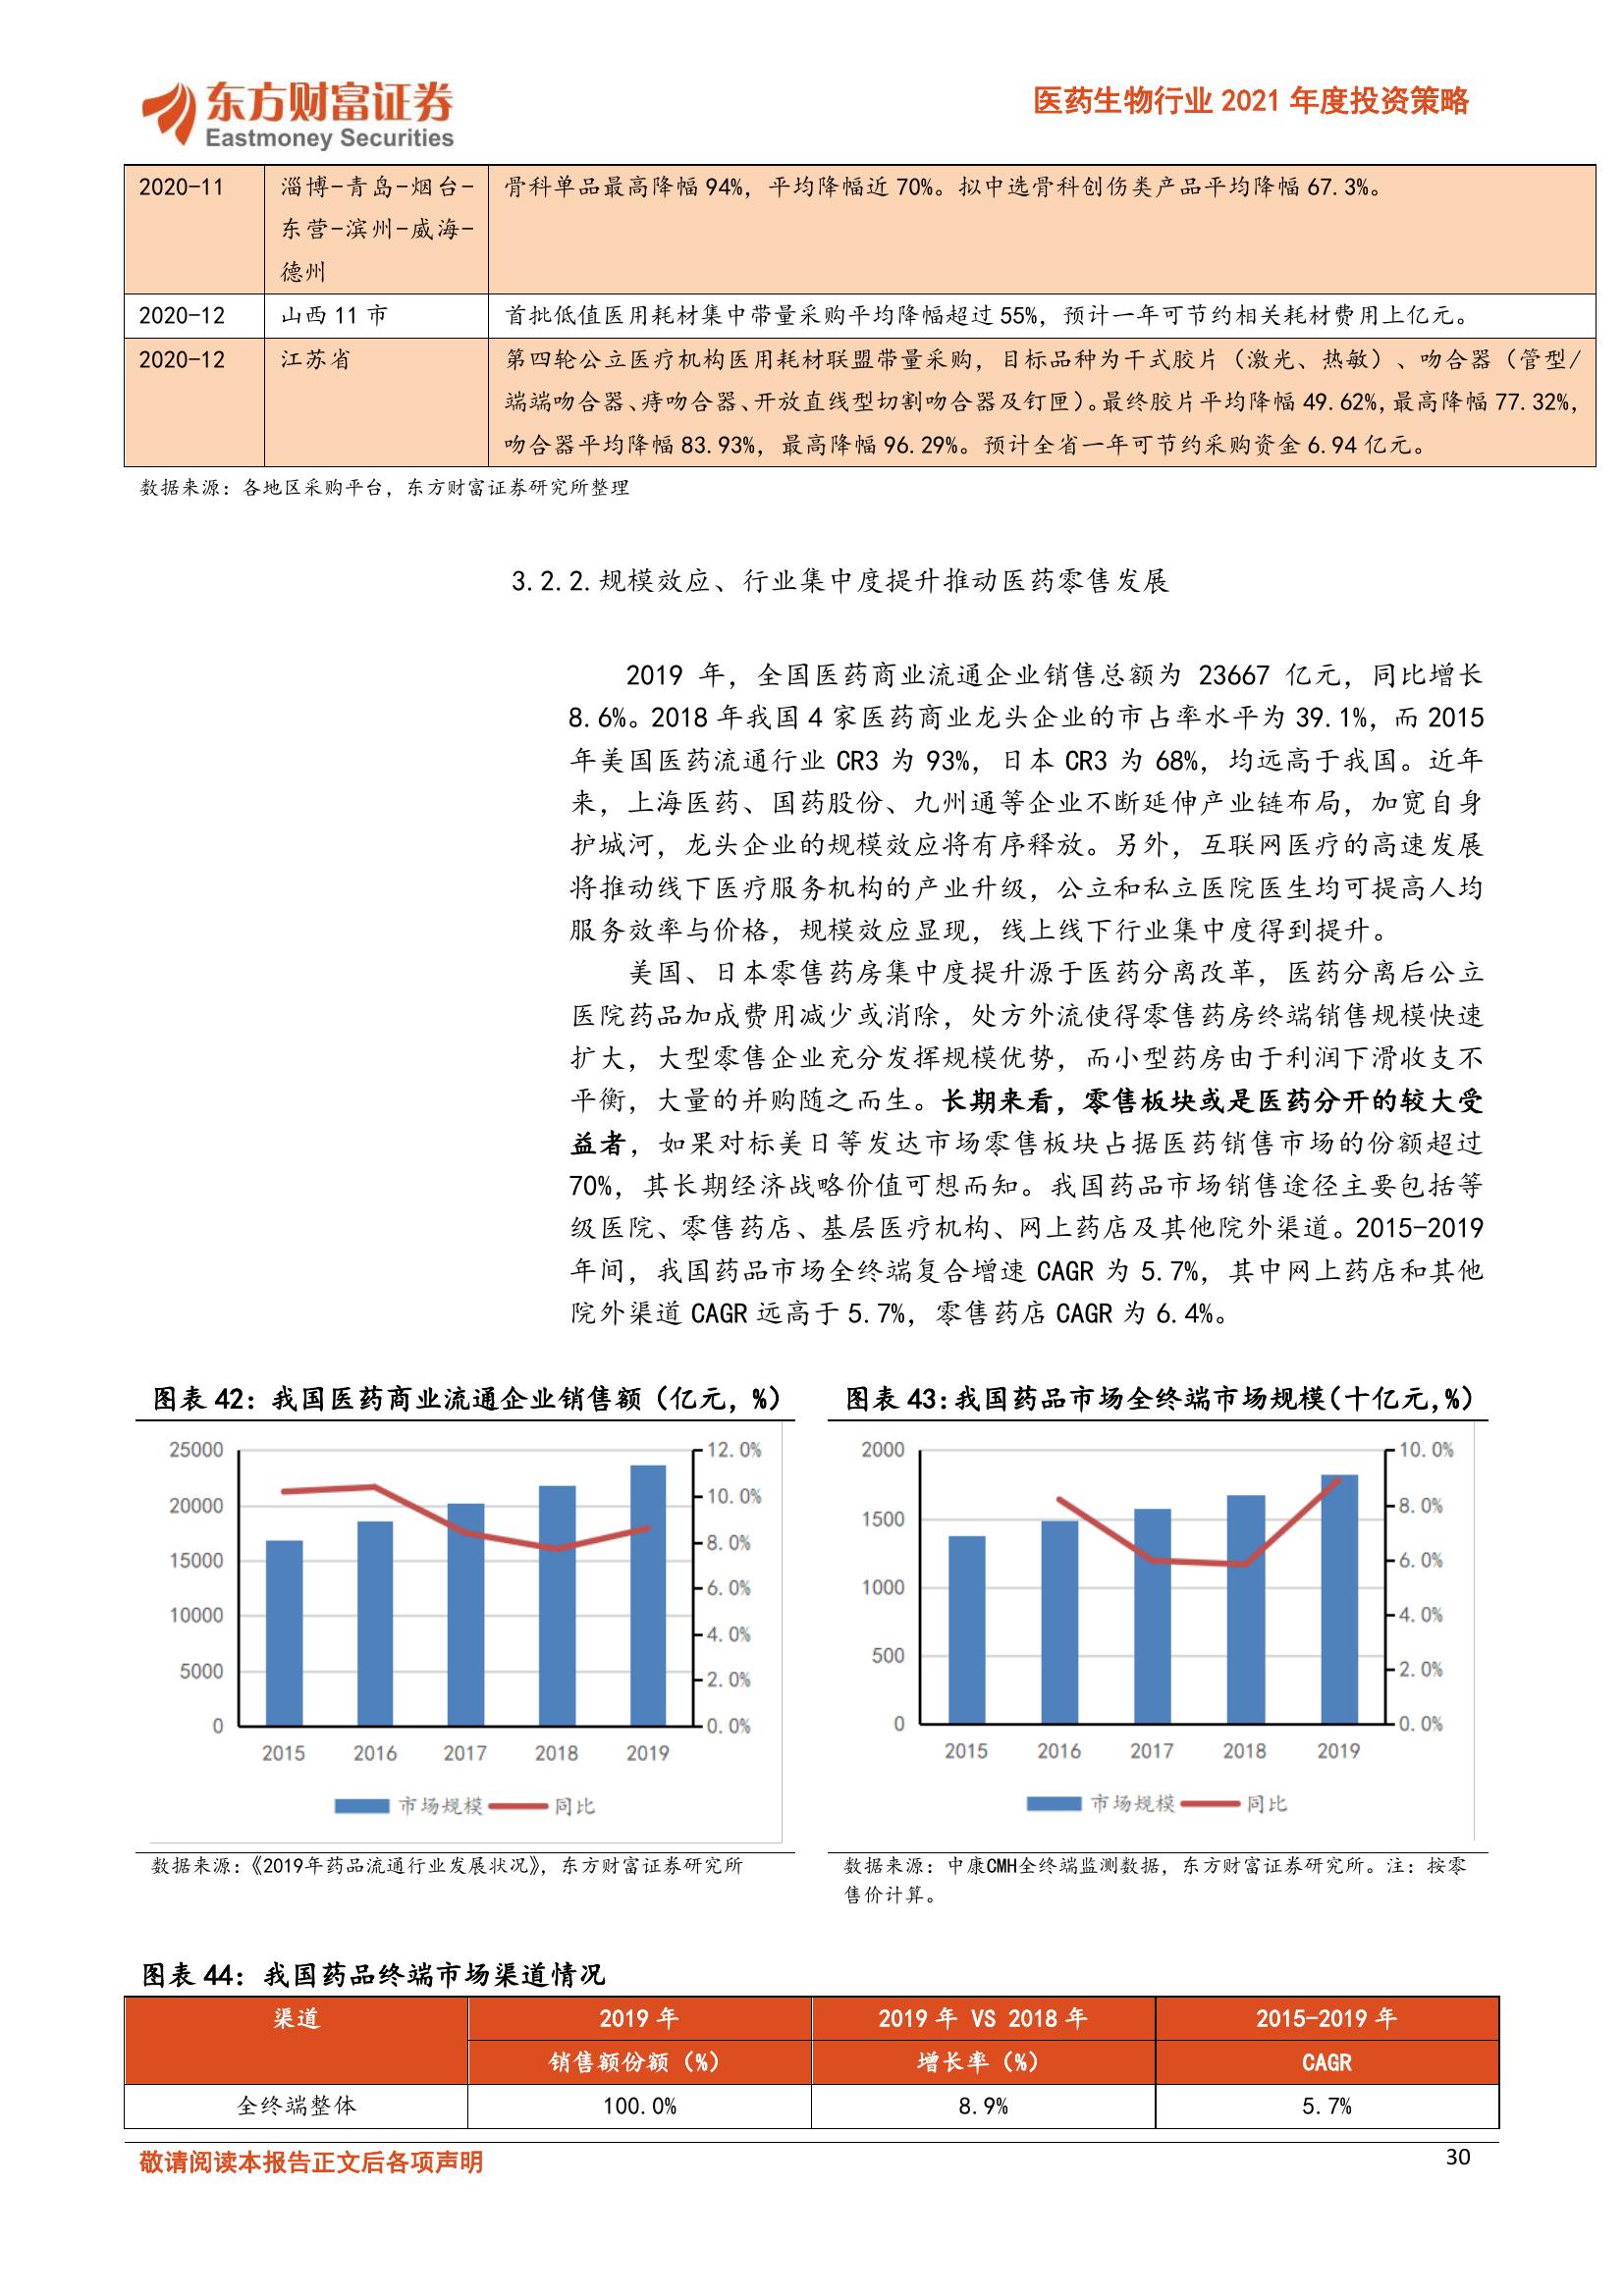 东方财富证券
Eastmoney Securities
医药生物行业 2021 年度投资策略
2020-11
淄博-青岛-烟台-
东营-滨州-威海-
德州
骨科单品最高降幅 94%，平均降幅近 70%。拟中选骨科创伤类产品平均降幅 67.3%。
2020-12
山西 11 市
首批低值医用耗材集中带量采购平均降幅超过 55%，预计一年可节约相关耗材费用上亿元。
2020-12
江苏省
第四轮公立医疗机构医用耗材联盟带量采购，目标品种为干式胶片（激光、热敏）、吻合器（管型/
端端吻合器、痔吻合器、开放直线型切割吻合器及钉匣）。最终胶片平均降幅 49.62%，最高降幅 77.32%，
吻合器平均降幅 83.93%，最高降幅 96.29%。预计全省一年可节约采购资金 6.94 亿元。
数据来源：各地区采购平台，东方财富证券研究所整理
3.2.2.规模效应、行业集中度提升推动医药零售发展
2019 年，全国医药商业流通企业销售总额为 23667 亿元，同比增长
8.6%。2018 年我国 4 家医药商业龙头企业的市占率水平为 39.1%，而 2015
年美国医药流通行业 CR3 为 93%，日本 CR3 为 68%，均远高于我国。近年
来，上海医药、国药股份、九州通等企业不断延伸产业链布局，加宽自身
护城河，龙头企业的规模效应将有序释放。另外，互联网医疗的高速发展
将推动线下医疗服务机构的产业升级，公立和私立医院医生均可提高人均
服务效率与价格，规模效应显现，线上线下行业集中度得到提升。
美国、日本零售药房集中度提升源于医药分离改革，医药分离后公立
医院药品加成费用减少或消除，处方外流使得零售药房终端销售规模快速
扩大，大型零售企业充分发挥规模优势，而小型药房由于利润下滑收支不
平衡，大量的并购随之而生。长期来看，零售板块或是医药分开的较大受
益者，如果对标美日等发达市场零售板块占据医药销售市场的份额超过
70%，其长期经济战略价值可想而知。我国药品市场销售途径主要包括等
级医院、零售药店、基层医疗机构、网上药店及其他院外渠道。2015-2019
年间，我国药品市场全终端复合增速 CAGR 为 5.7%，其中网上药店和其他
院外渠道 CAGR 远高于 5.7%，零售药店 CAGR 为 6.4%。
图表 42：我国医药商业流通企业销售额（亿元，%）
25000
20000
15000
10000
5000
0
12.0%
10.0%
8.0%
6.0%
4.0%
2.0%
0.0%
2015 2016 2017 2018 2019
市场规模 同比
数据来源：《2019年药品流通行业发展状况》，东方财富证券研究所
图表 43：我国药品市场全终端市场规模（十亿元，%）
2000
1500
1000
500
0
10.0%
8.0%
6.0%
4.0%
2.0%
0.0%
2015 2016 2017 2018 2019
市场规模 同比
数据来源：中康CMH全终端监测数据，东方财富证券研究所。注：按零
售价计算。
图表 44：我国药品终端市场渠道情况
渠道 2019 年 2019 年 VS 2018 年 2015-2019 年
销售额份额（%） 增长率（%） CAGR
全终端整体 100.0% 8.9% 5.7%
敬请阅读本报告正文后各项声明
30